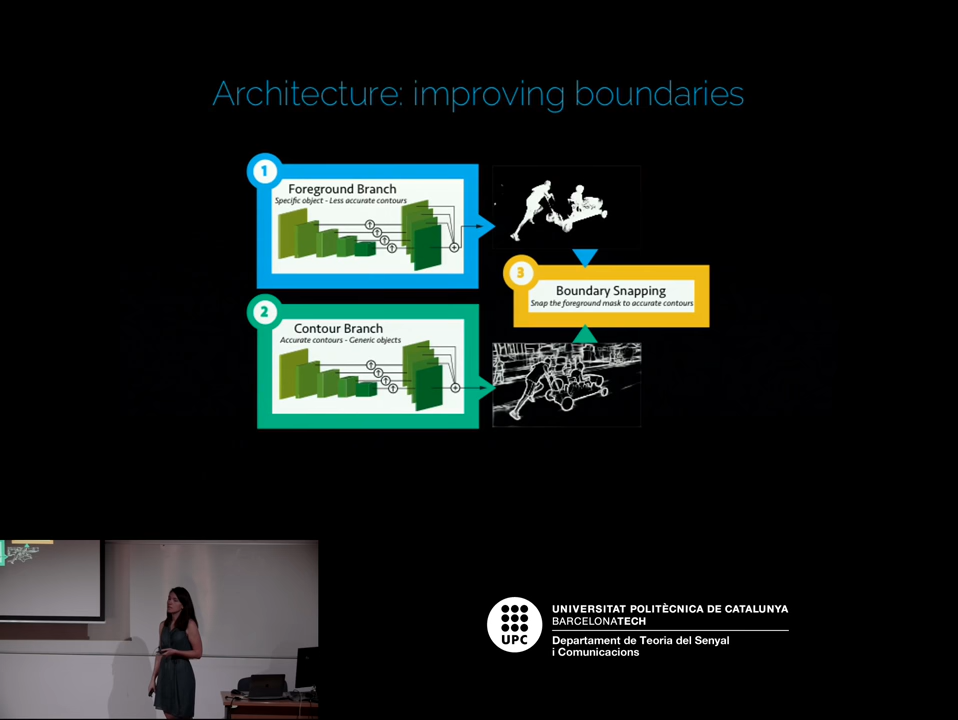 Architecture: improving boundaries
1
Foreground Branch
Specific object - Less accurate contours
3
Boundary Snapping
Snap the foreground mask to accurate contours
2
Contour Branch
Accurate contours - Generic objects
UPC
UNIVERSITAT POLITÈCNICA DE CATALUNYA
BARCELONATECH
Departament de Teoria del Senyal
i Comunicacions